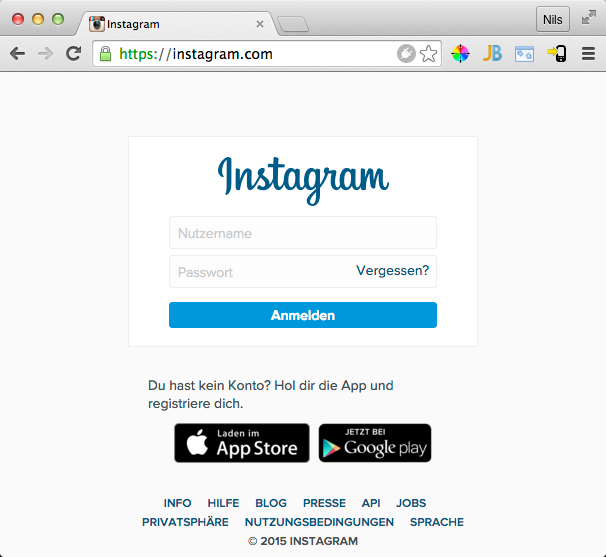 Instagram
Nils
https://instagram.com
JB
Instagram
Nutzername
Passwort
Vergessen?
Anmelden
Du hast kein Konto? Hol dir die App und
registriere dich.
Laden im
App Store
JETZT BEI
Google play
INFO HILFE BLOG PRESSE API JOBS
PRIVATSPHÄRE NUTZUNGSBEDINGUNGEN SPRACHE
© 2015 INSTAGRAM